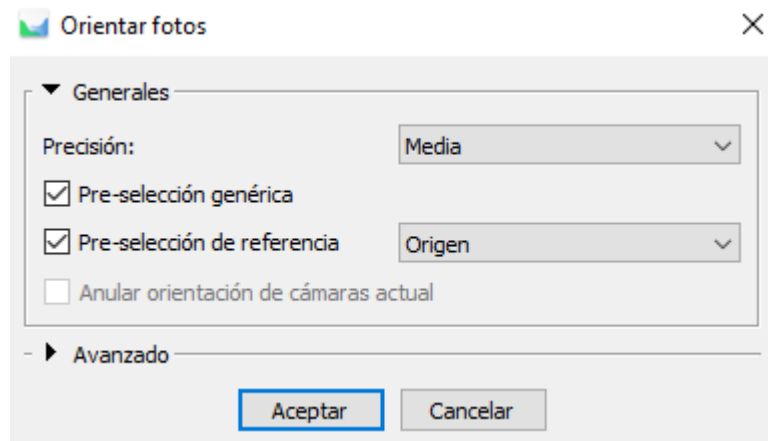 Orientar fotos
Generales
Precisión: Media
Pre-selección genérica
Pre-selección de referencia Origen
Anular orientación de cámaras actual
Avanzado
Aceptar Cancelar